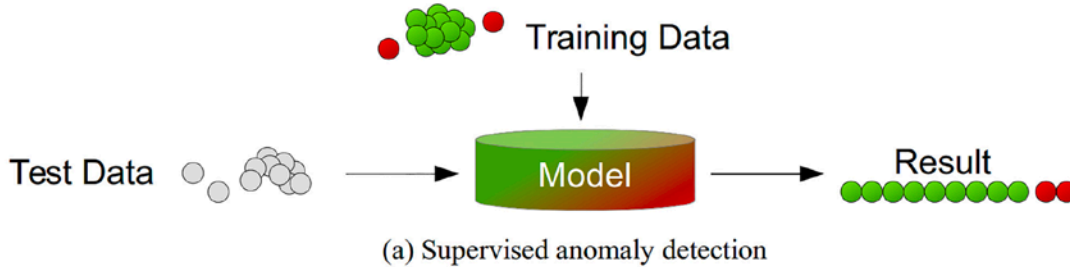 Training Data
Test Data
Model
Result
(a) Supervised anomaly detection